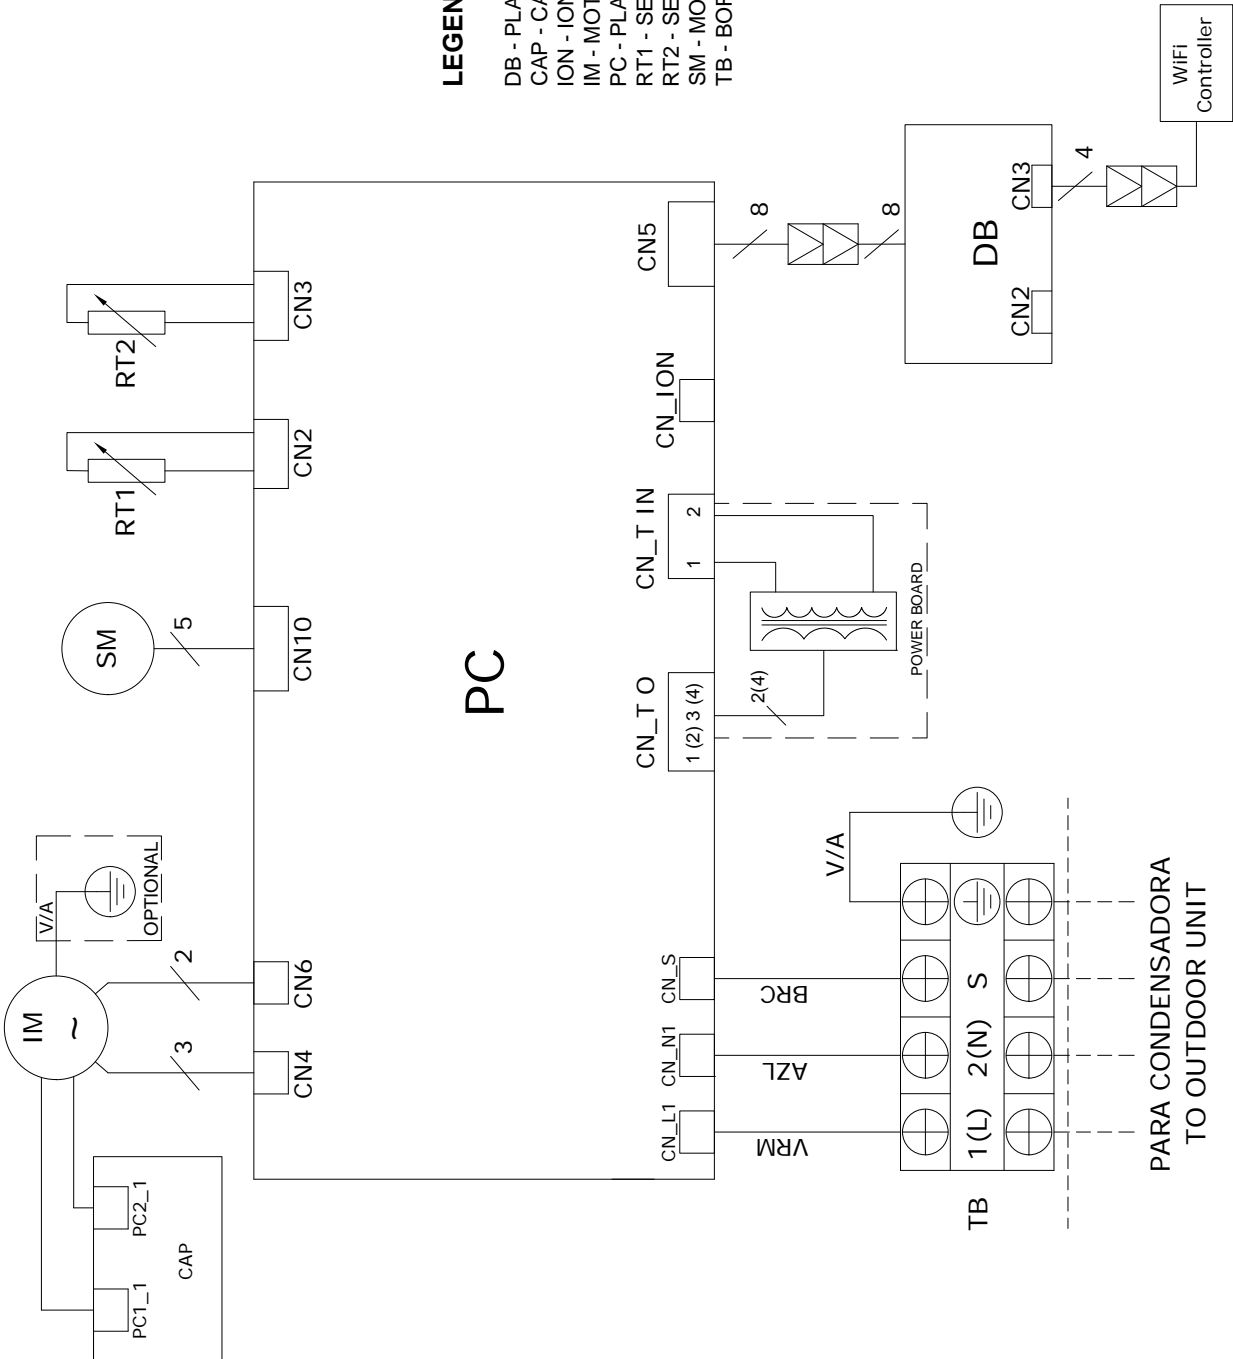 LEGEN
DB - PLA
CAP - CA
ION - ION
IM - MOT
PC - PLA
RT1 - SE
RT2 - SE
SM - MO
TB - BOR
PC1_1
PC2_1
CAP
IM
~
V/A
OPTIONAL
3
2
CN4
CN6
SM
5
CN10
RT1
CN2
RT2
CN3
PC
CN_L1
CN_N1
CN_S
CN_T O
1 (2) 3 (4)
CN_T IN
1 2
CN_ION
CN5
VRM
AZL
BRC
V/A
2(4)
POWER BOARD
8
8
DB
CN2
CN3
4
WiFi
Controller
TB
1(L) 2(N) S
PARA CONDENSADORA
TO OUTDOOR UNIT